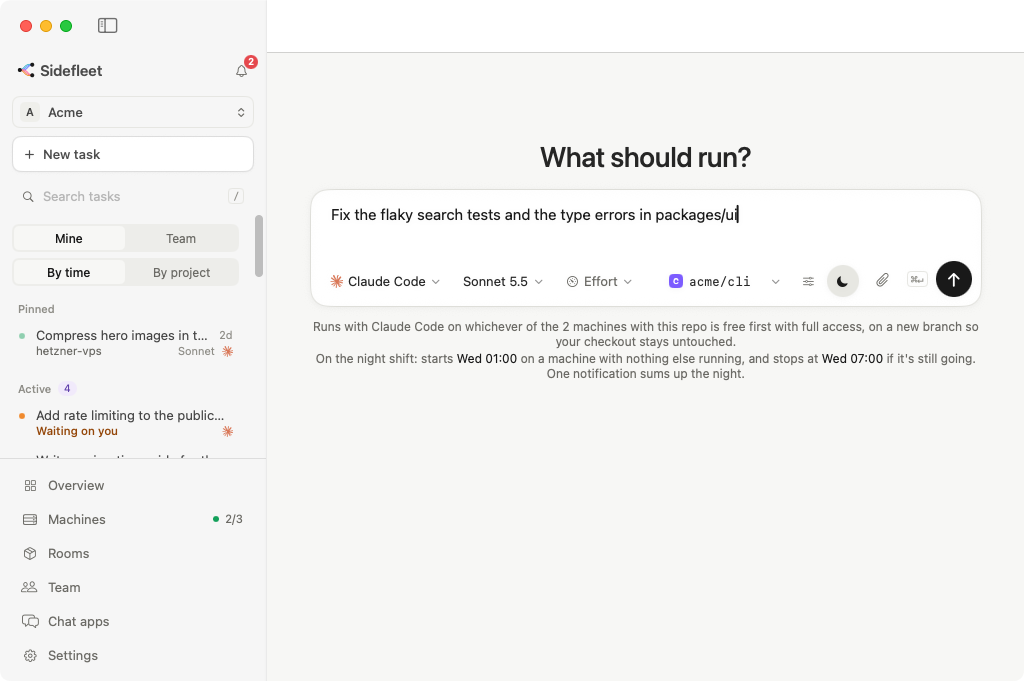 Sidefleet
2
A Acme
New task
Search tasks /
Mine Team
By time By project
Pinned
Compress hero images in t... 2d
hetzner-vps Sonnet
Active 4
Add rate limiting to the public...
Waiting on you
Overview
Machines 2/3
Rooms
Team
Chat apps
Settings
What should run?
Fix the flaky search tests and the type errors in packages/ui
Claude Code Sonnet 5.5 Effort C acme/cli ⌘↵
Runs with Claude Code on whichever of the 2 machines with this repo is free first with full access, on a new branch so
your checkout stays untouched.
On the night shift: starts Wed 01:00 on a machine with nothing else running, and stops at Wed 07:00 if it's still going.
One notification sums up the night.